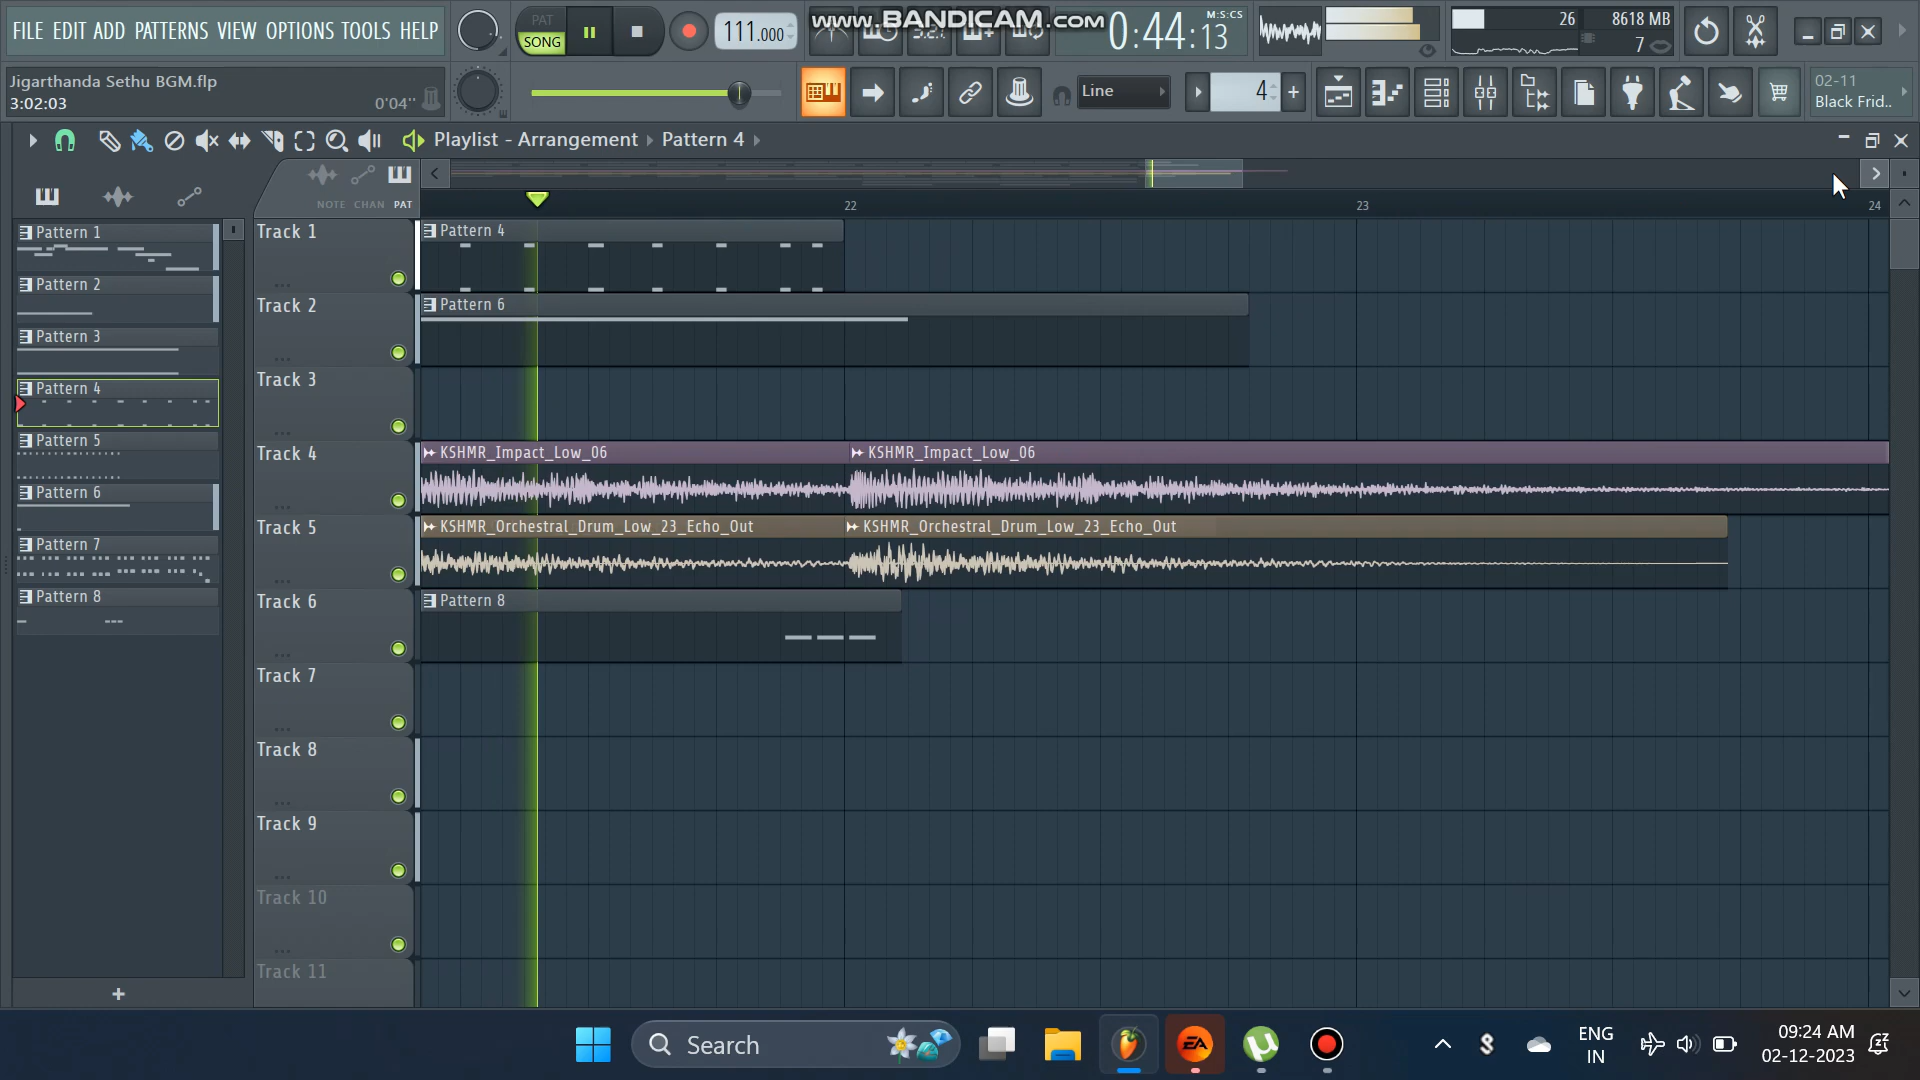 FILE EDIT ADD PATTERNS VIEW OPTIONS TOOLS HELP
PAT
SONG
111.000
www.BANDICAM.com
M:S:CS
0:44:13
26
8618 MB
7
Jigarthanda Sethu BGM.flp
3:02:03
0'04"
Line
4
02-11
Black Frid..
Playlist - Arrangement
Pattern 4
NOTE CHAN PAT
22
23
24
Pattern 1
Pattern 2
Pattern 3
Pattern 4
Pattern 5
Pattern 6
Pattern 7
Pattern 8
Track 1
Pattern 4
Track 2
Pattern 6
Track 3
Track 4
KSHMR_Impact_Low_06
KSHMR_Impact_Low_06
Track 5
KSHMR_Orchestral_Drum_Low_23_Echo_Out
KSHMR_Orchestral_Drum_Low_23_Echo_Out
Track 6
Pattern 8
Track 7
Track 8
Track 9
Track 10
Track 11
Search
EA
ENG
IN
09:24 AM
02-12-2023